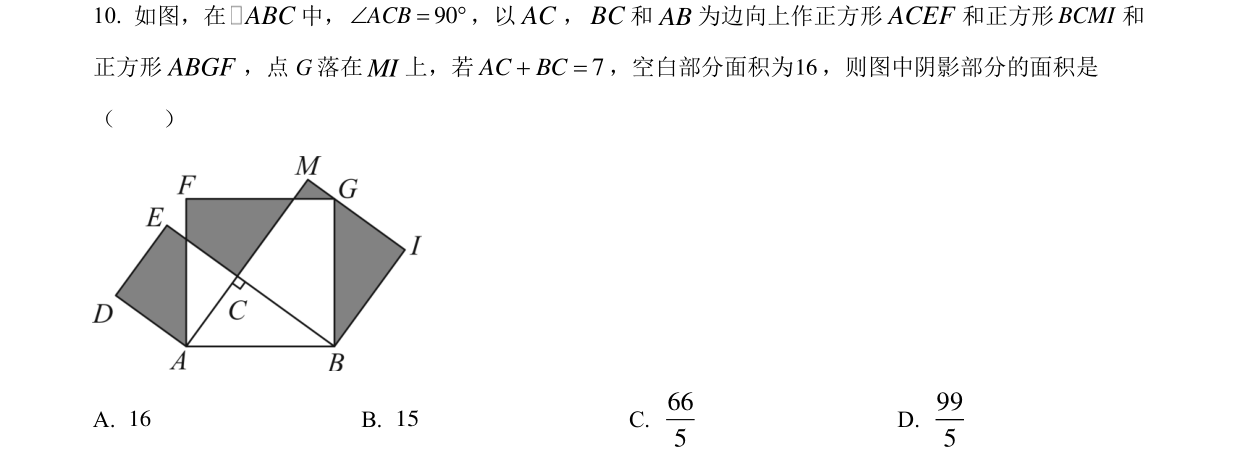 10. 如图，在□ABC 中，∠ACB = 90°，以 AC， BC 和 AB 为边向上作正方形 ACEF 和正方形 BCMI 和
正方形 ABGF ，点 G 落在 MI 上，若 AC + BC = 7，空白部分面积为16，则图中阴影部分的面积是
（ ）
M
F
G
E
I
D
C
A
B
A. 16 B. 15 C. 66/5 D. 99/5